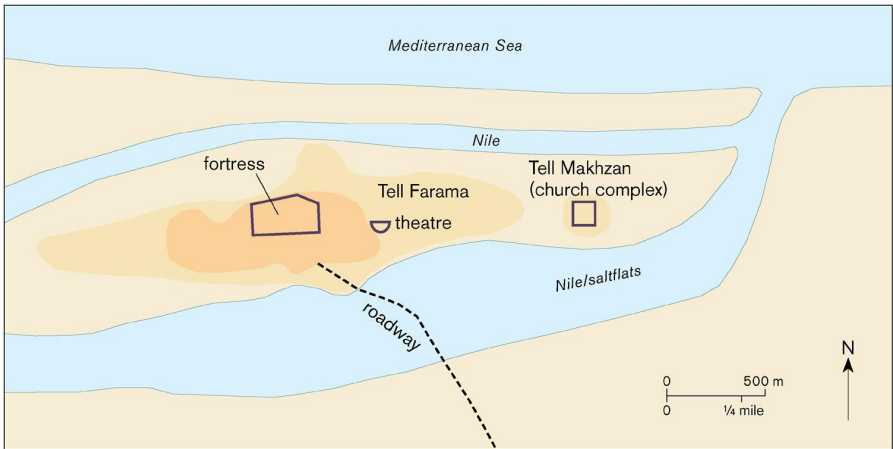 Mediterranean Sea
Nile
fortress
Tell Farama
theatre
Tell Makhzan
(church complex)
Nile/saltflats
roadway
N
0 500 m
0 ¼ mile